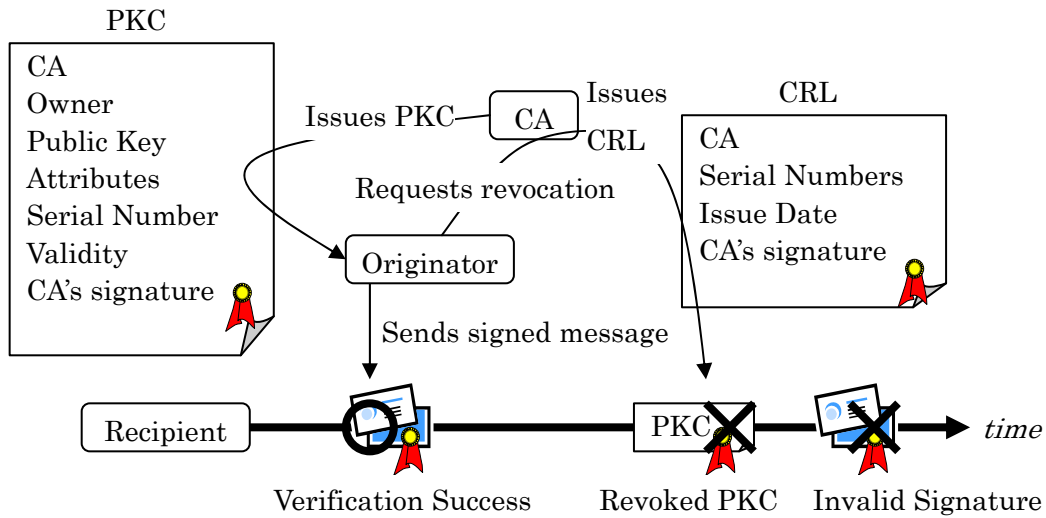 PKC
CA
Owner
Public Key
Attributes
Serial Number
Validity
CA's signature
Issues PKC
CA
Issues
CRL
Requests revocation
Originator
Sends signed message
CRL
CA
Serial Numbers
Issue Date
CA's signature
Recipient
PKC
time
Verification Success
Revoked PKC
Invalid Signature